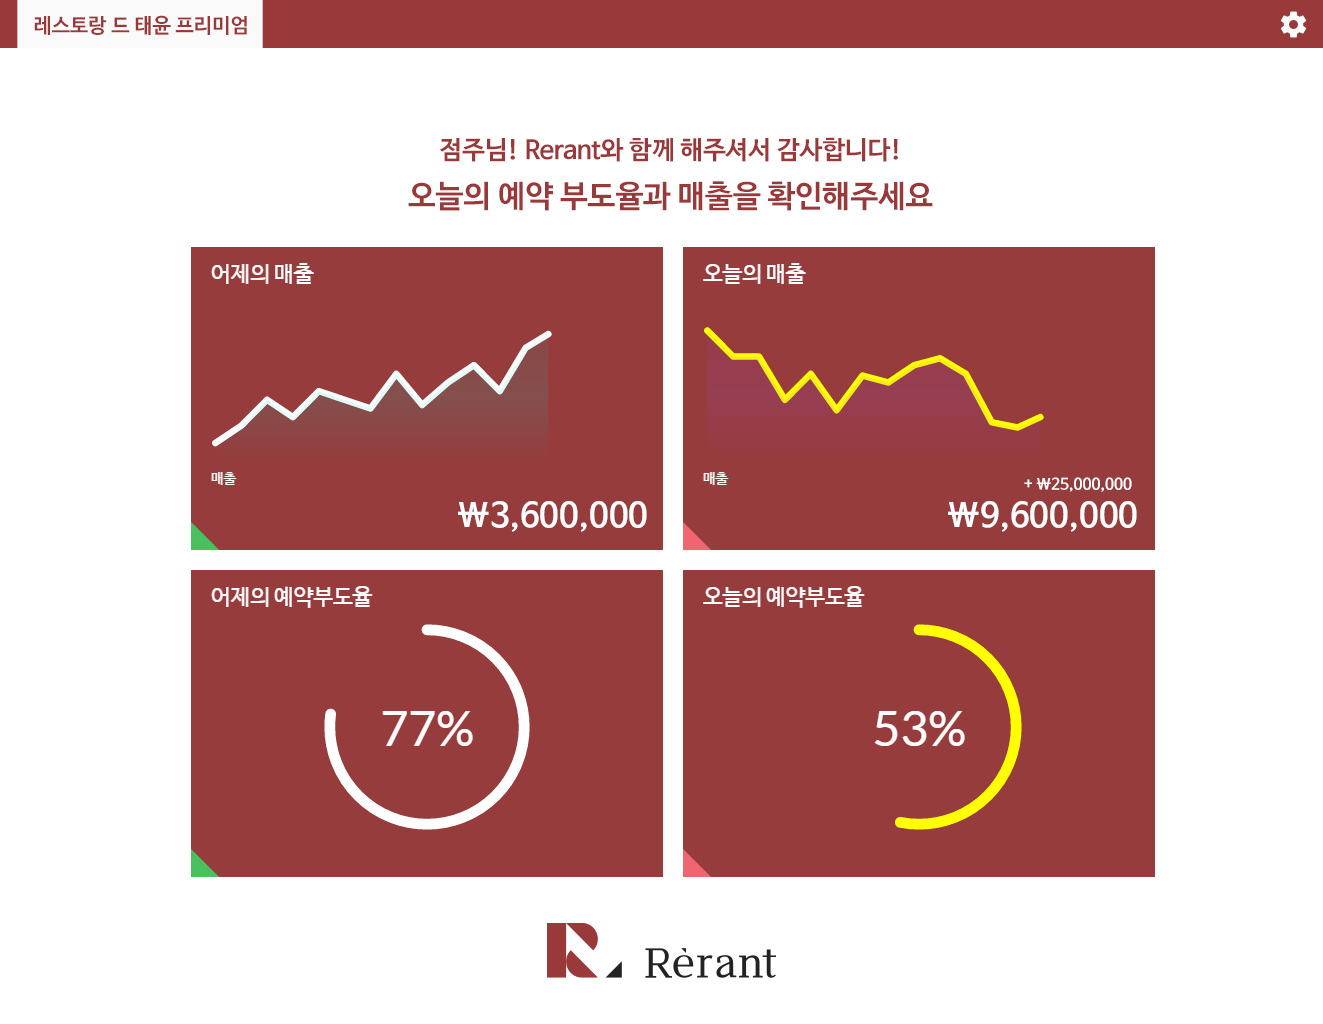 레스토랑 드 태윤 프리미엄
점주님! Rerant와 함께 해주셔서 감사합니다!
오늘의 예약 부도율과 매출을 확인해주세요
어제의 매출
매출
₩3,600,000
오늘의 매출
매출
+ ₩25,000,000
₩9,600,000
어제의 예약부도율
77%
오늘의 예약부도율
53%
Rèrant